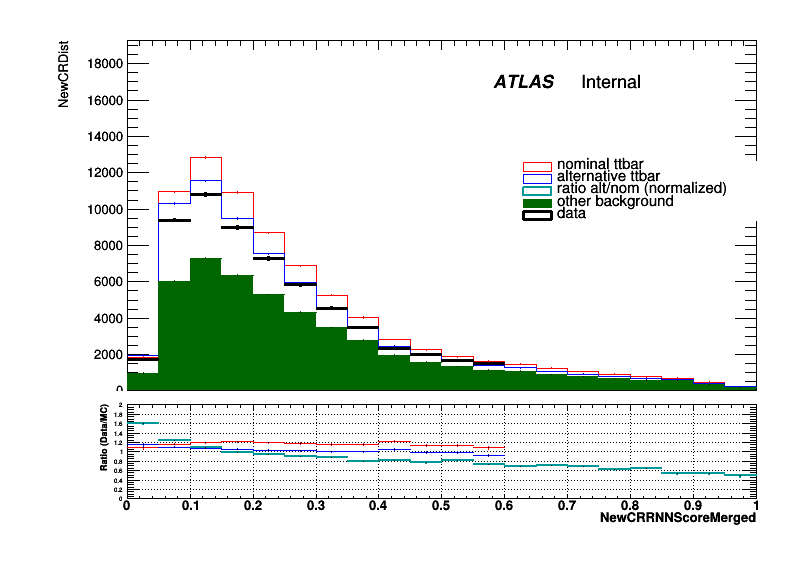 NewCRDist
18000
16000
14000
12000
10000
8000
6000
4000
2000
0
ATLAS Internal
nominal ttbar
alternative ttbar
ratio alt/nom (normalized)
other background
data
Ratio (Data/MC)
2
1.8
1.6
1.4
1.2
1
0.8
0.6
0.4
0.2
0
0 0.1 0.2 0.3 0.4 0.5 0.6 0.7 0.8 0.9 1
NewCRRNNScoreMerged